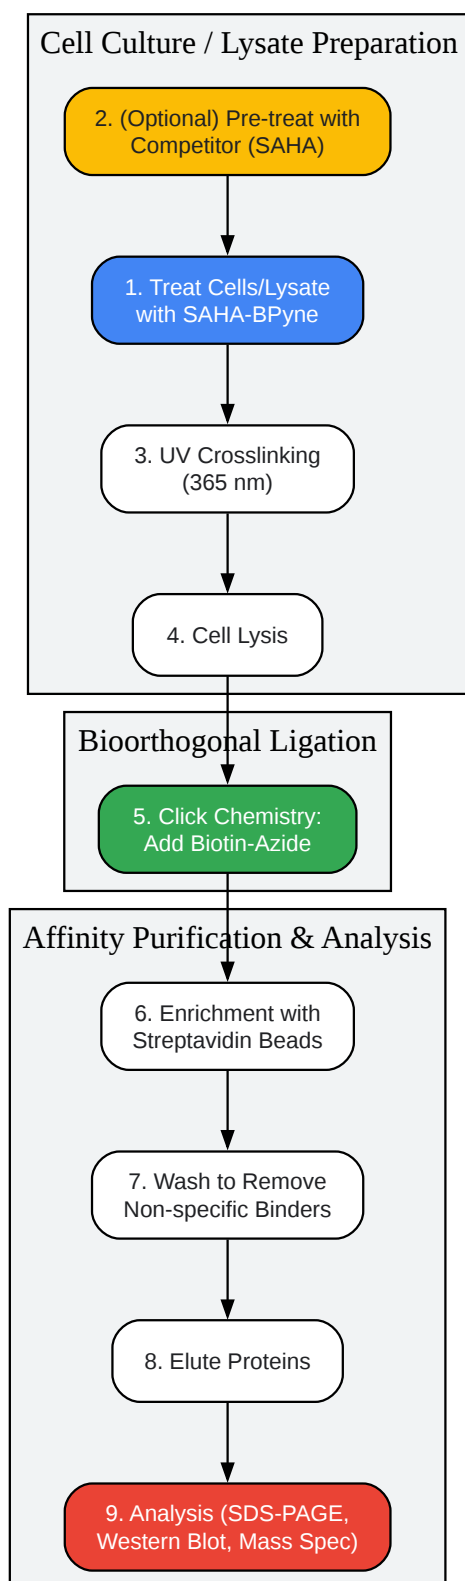 Cell Culture / Lysate Preparation
2. (Optional) Pre-treat with
Competitor (SAHA)
1. Treat Cells/Lysate
with SAHA-BPyne
3. UV Crosslinking
(365 nm)
4. Cell Lysis
Bioorthogonal Ligation
5. Click Chemistry:
Add Biotin-Azide
Affinity Purification & Analysis
6. Enrichment with
Streptavidin Beads
7. Wash to Remove
Non-specific Binders
8. Elute Proteins
9. Analysis (SDS-PAGE,
Western Blot, Mass Spec)